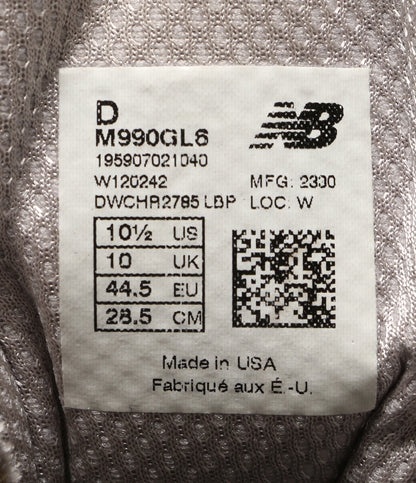 D
M990GL6
NB
195907021040
W120242 MFG: 2300
DWCHR2785 LBP LOC: W
10½ US
10 UK
44.5 EU
28.5 CM
Made in USA
Fabriqué aux É.-U.